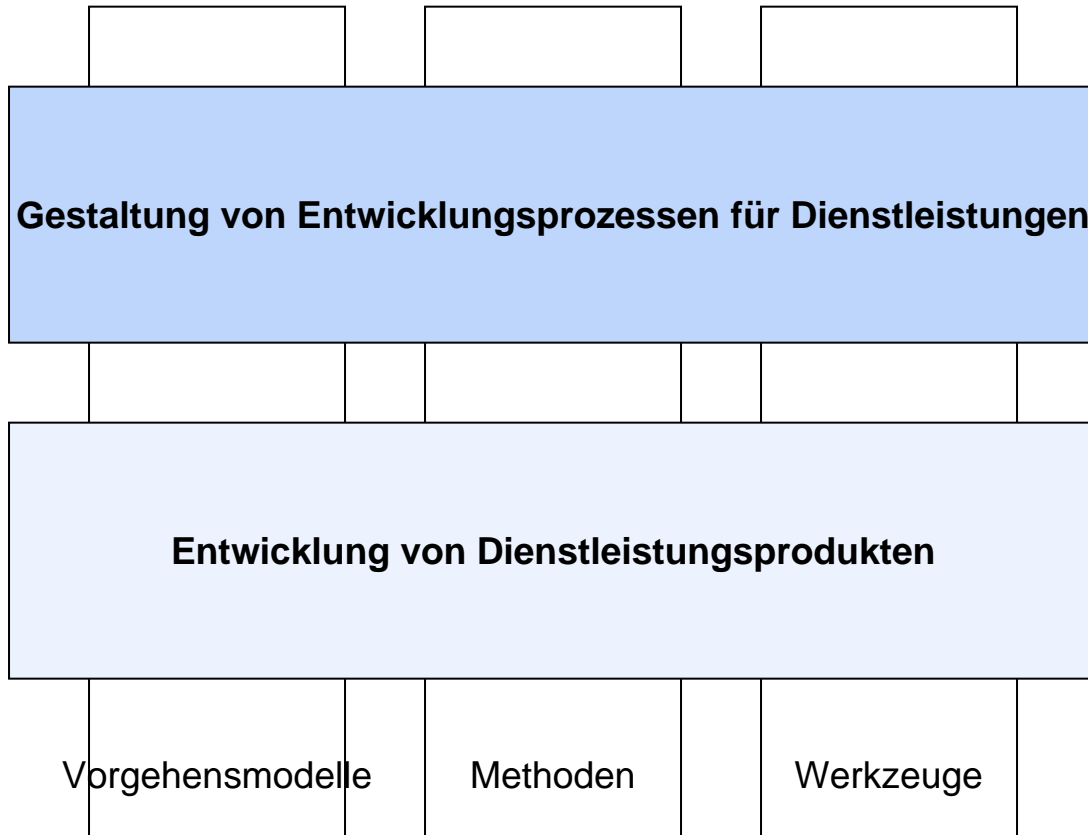 Gestaltung von Entwicklungsprozessen für Dienstleistungen
Entwicklung von Dienstleistungsprodukten
Vorgehensmodelle
Methoden
Werkzeuge